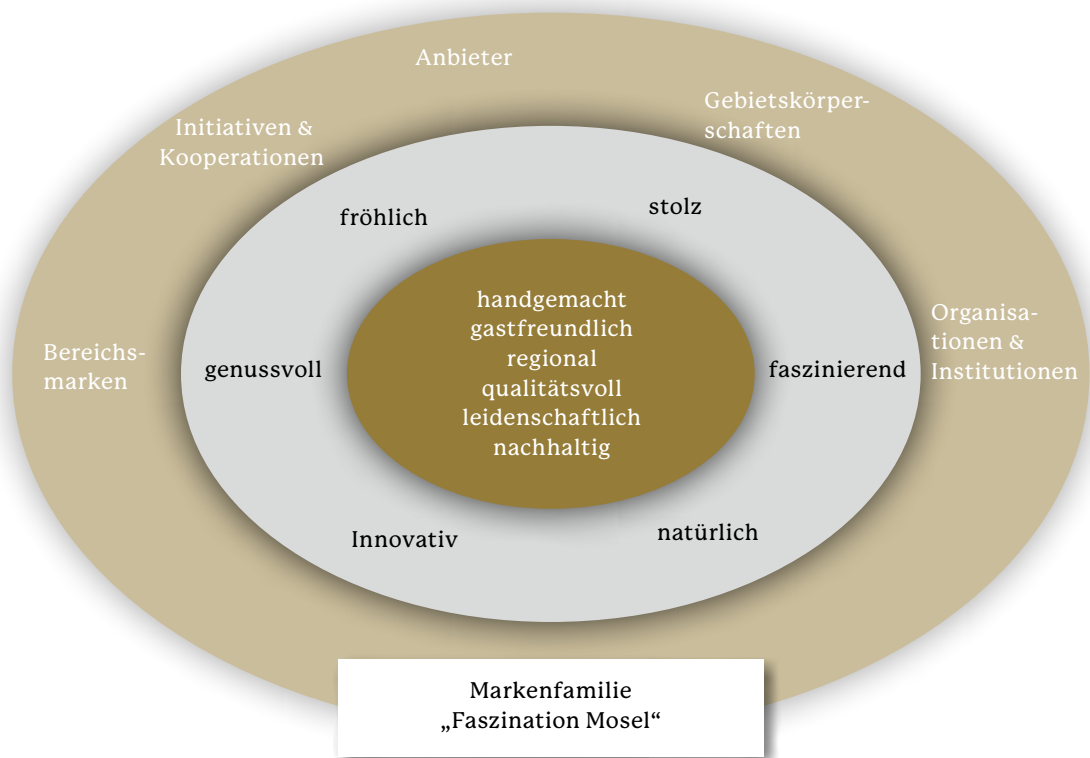 Anbieter
Gebietskörper-
schaften
Initiativen &
Kooperationen
fröhlich
stolz
handgemacht
gastfreundlich
regional
qualitätsvoll
leidenschaftlich
nachhaltig
Bereichs-
marken
genussvoll
faszinierend
Organisa-
tionen &
Institutionen
Innovativ
natürlich
Markenfamilie
„Faszination Mosel“